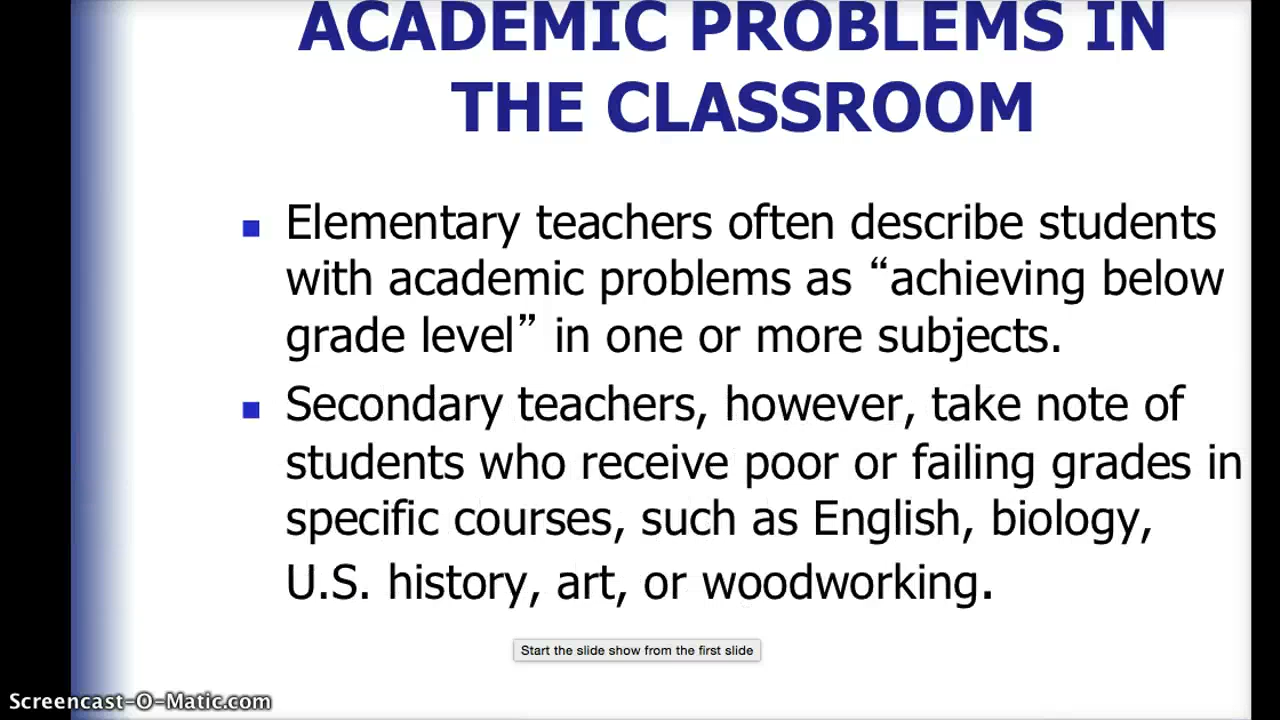 ACADEMIC PROBLEMS IN
THE CLASSROOM
Elementary teachers often describe students
with academic problems as “achieving below
grade level” in one or more subjects.
Secondary teachers, however, take note of
students who receive poor or failing grades in
specific courses, such as English, biology,
U.S. history, art, or woodworking.
Start the slide show from the first slide
Screencast-O-Matic.com